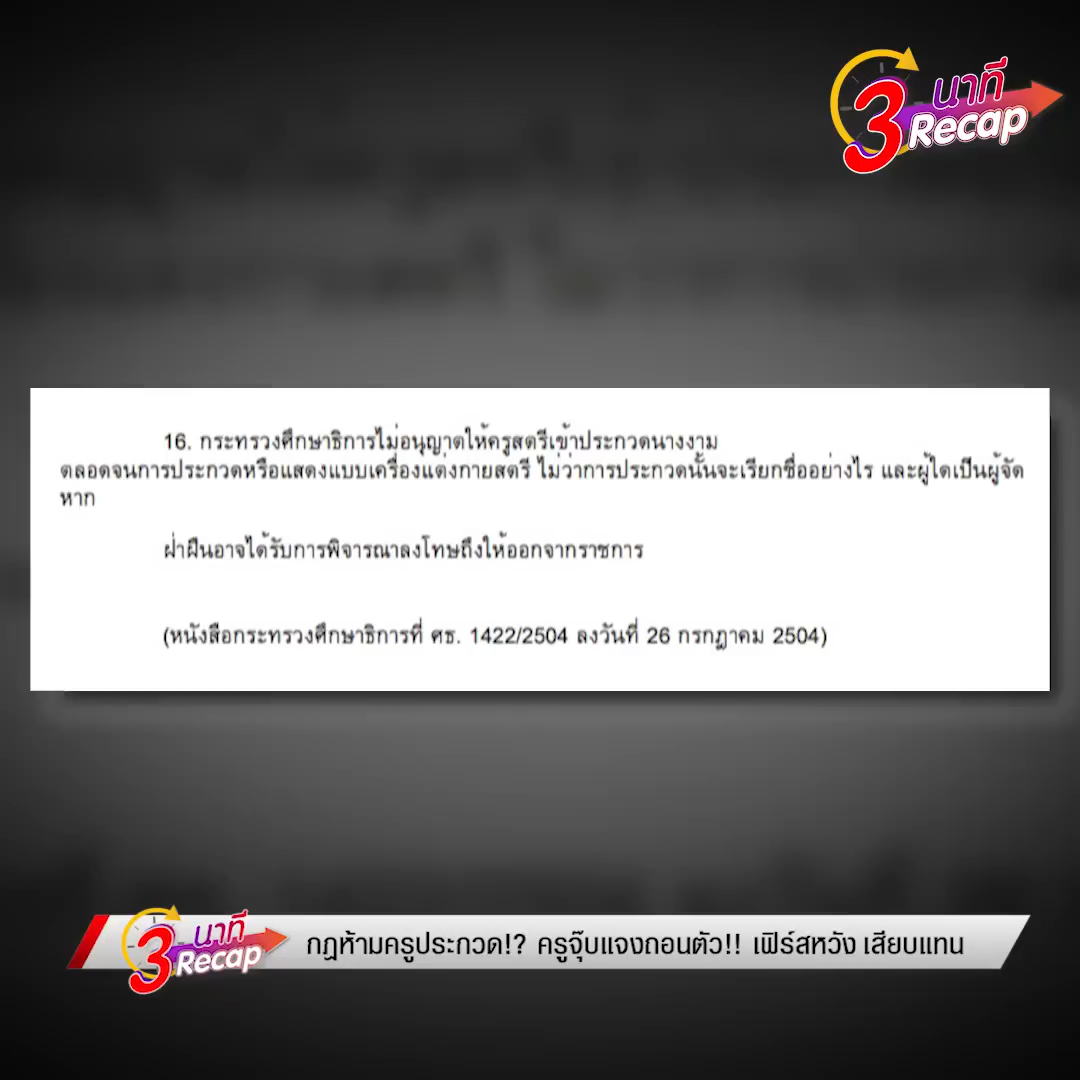 3 นาที
Recap
16. กระทรวงศึกษาธิการไม่อนุญาตให้ครูสตรีเข้าประกวดนางงาม
ตลอดจนการประกวดหรือแสดงแบบเครื่องแต่งกายสตรี ไม่ว่าการประกวดนั้นจะเรียกชื่ออย่างไร และผู้ใดเป็นผู้จัด
หาก
ฝ่าฝืนอาจได้รับการพิจารณาลงโทษถึงให้ออกจากราชการ
(หนังสือกระทรวงศึกษาธิการที่ ศธ. 1422/2504 ลงวันที่ 26 กรกฎาคม 2504)
3 นาที
Recap
กฎห้ามครูประกวด!? ครูจุ๊บแจงถอนตัว!! เฟิร์สหวัง เสียบแทน